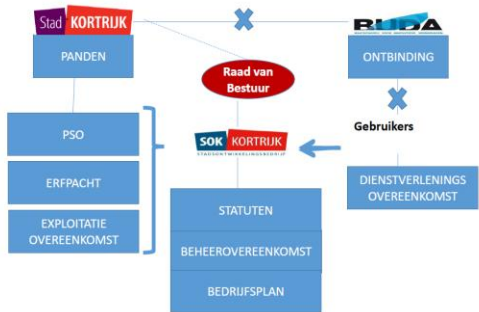 Stad KORTRIJK
BUDA
PANDEN
ONTBINDING
Raad van
Bestuur
Gebruikers
PSO
SOK KORTRIJK
STADSONTWIKKELINGSBEDRIJF
ERFPACHT
DIENSTVERLENINGS
OVEREENKOMST
EXPLOITATIE
OVEREENKOMST
STATUTEN
BEHEEROVEREENKOMST
BEDRIJFSPLAN